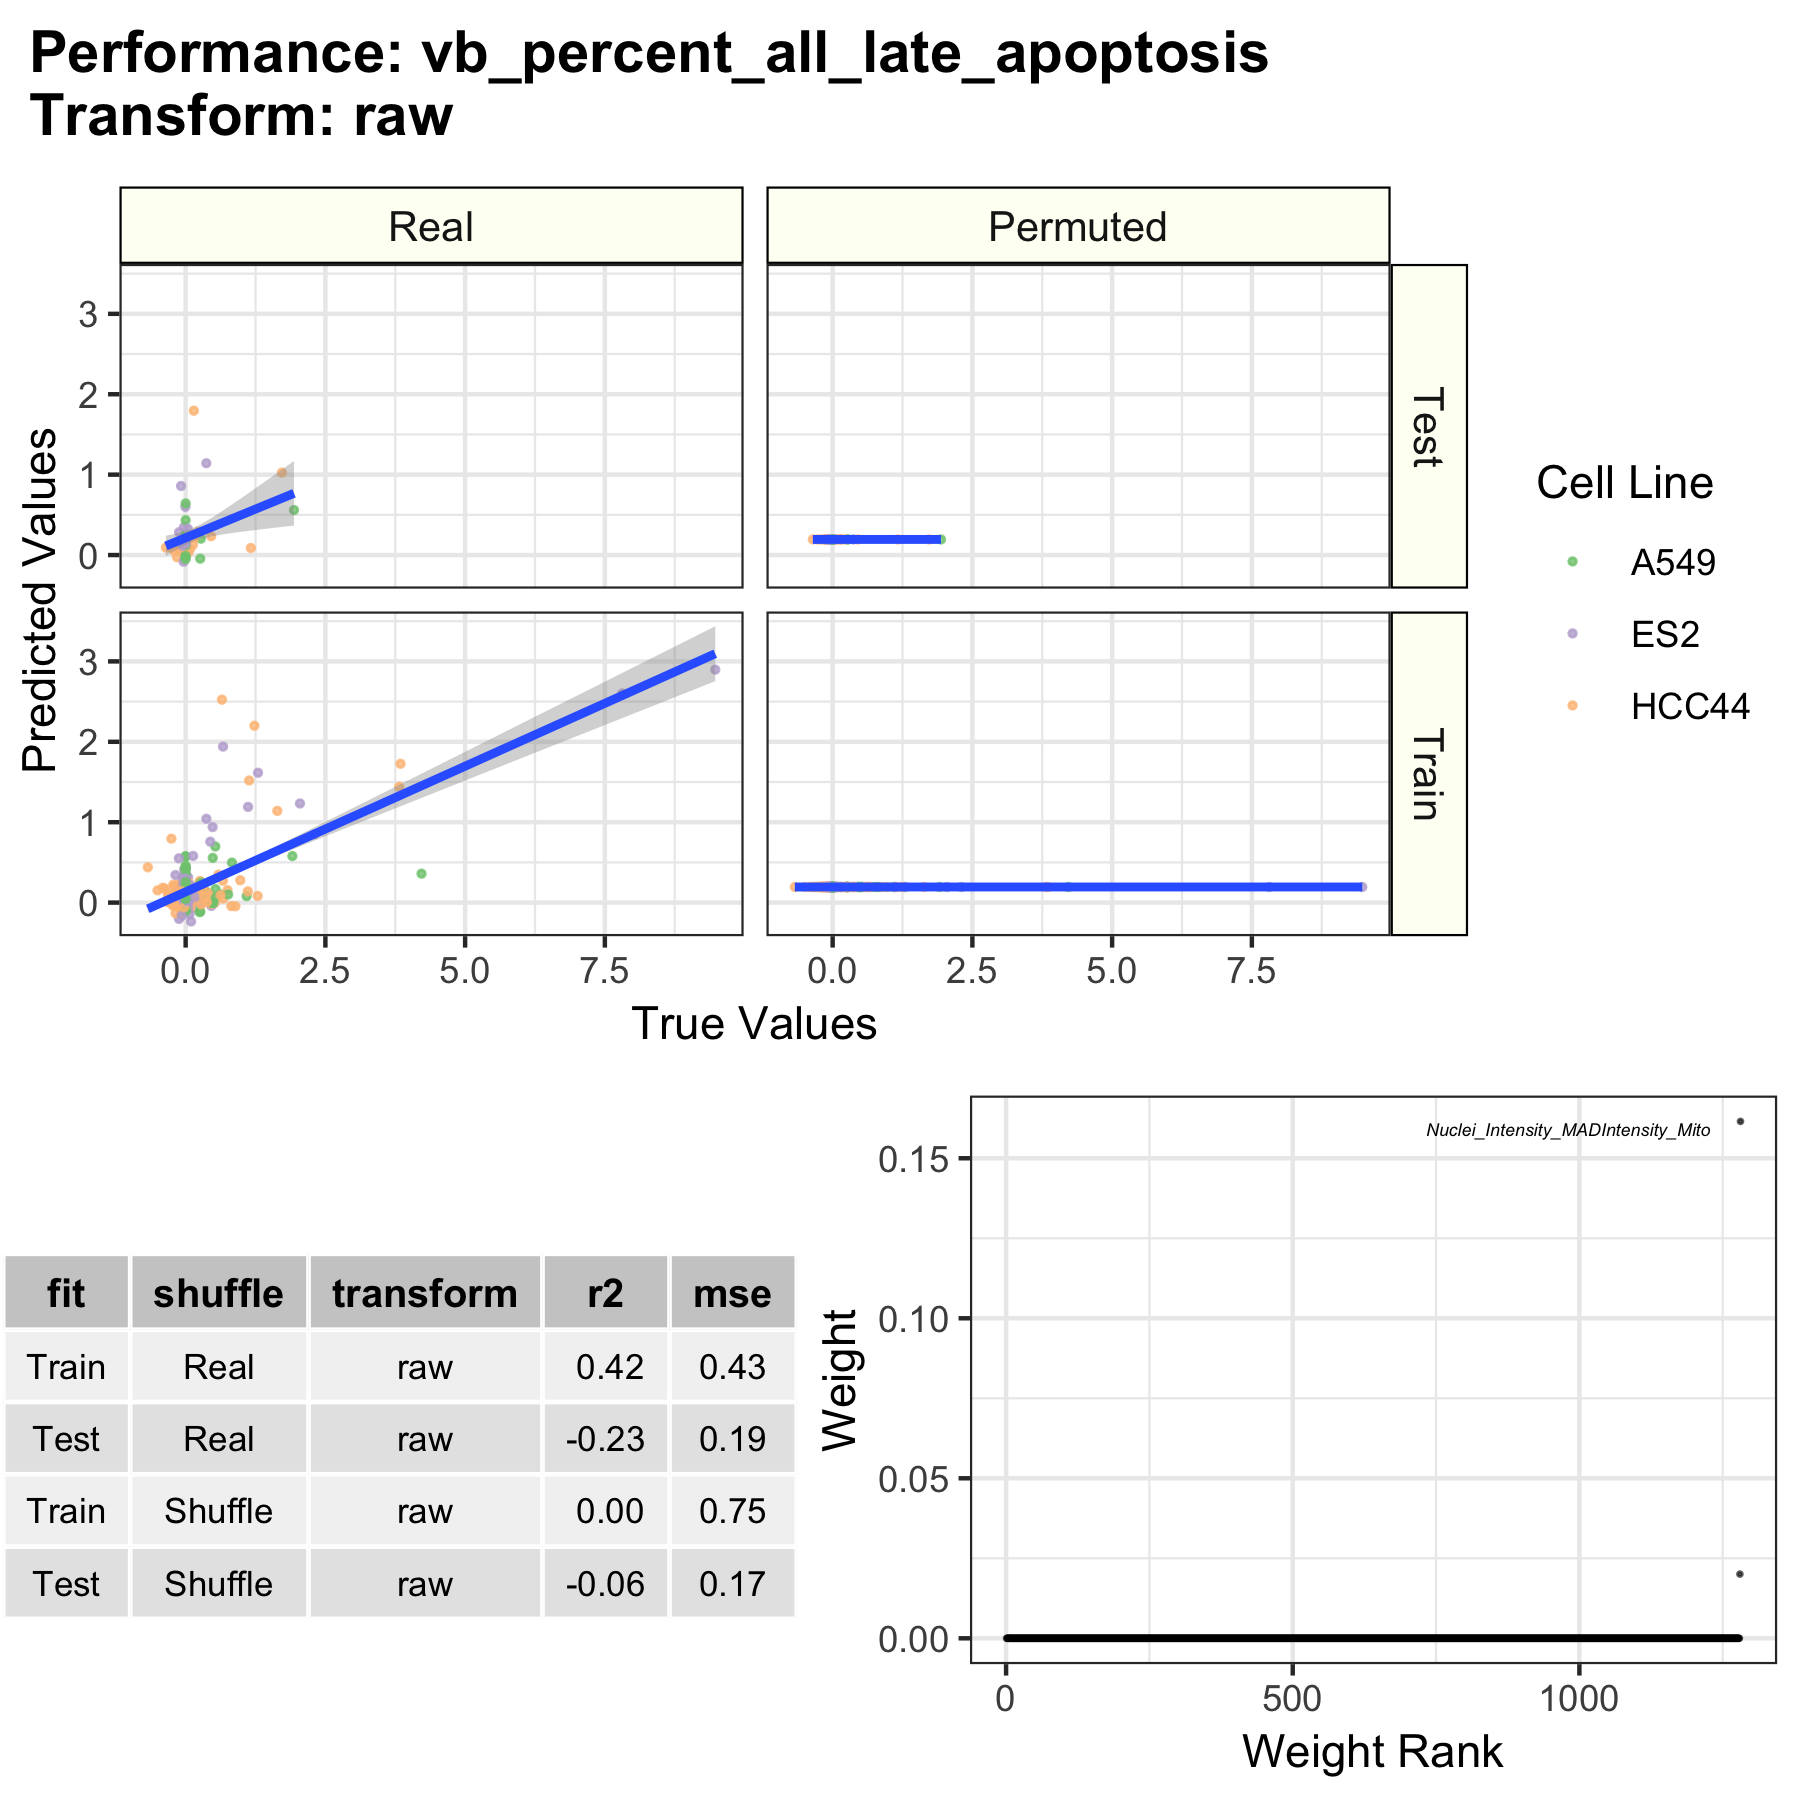 Performance: vb_percent_all_late_apoptosis
Transform: raw
Real
Permuted
3
2
1
0
Test
3
2
1
0
Train
Predicted Values
0.0 2.5 5.0 7.5
0.0 2.5 5.0 7.5
True Values
Cell Line
A549
ES2
HCC44
fit shuffle transform r2 mse
Train Real raw 0.42 0.43
Test Real raw -0.23 0.19
Train Shuffle raw 0.00 0.75
Test Shuffle raw -0.06 0.17
Nuclei_Intensity_MADIntensity_Mito
0.15
0.10
0.05
0.00
Weight
0 500 1000
Weight Rank